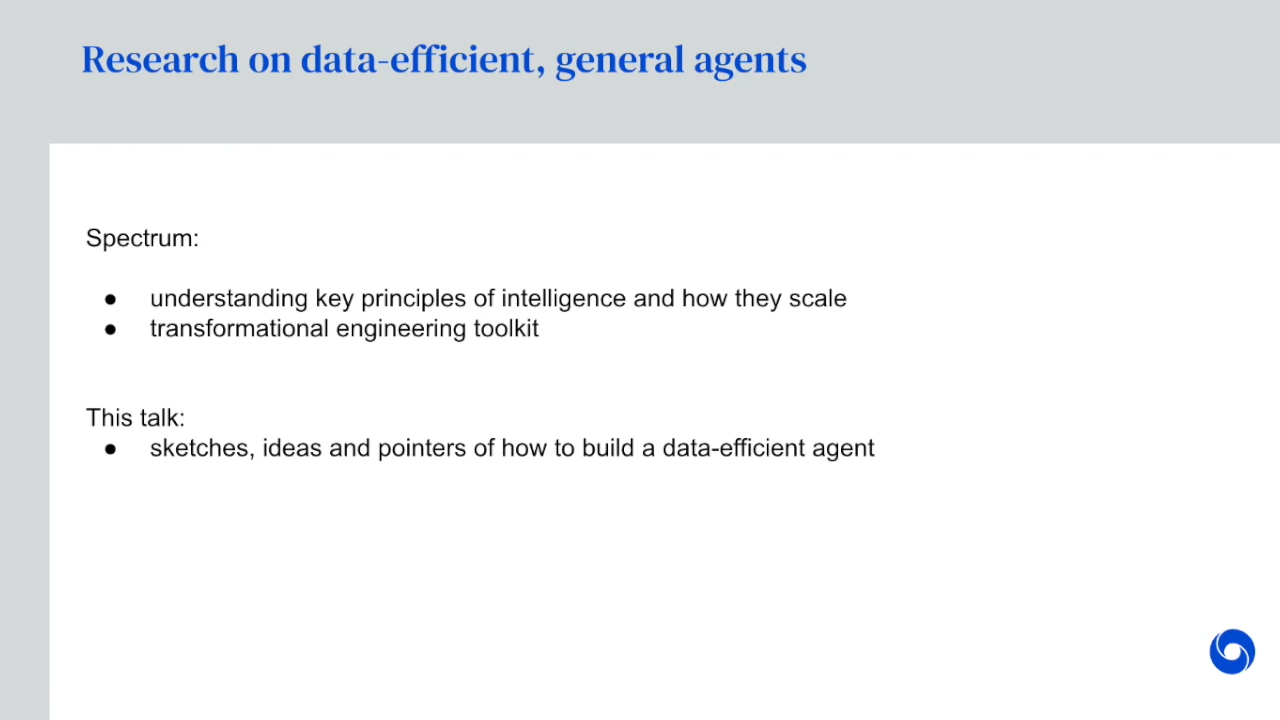 Research on data-efficient, general agents
Spectrum:
● understanding key principles of intelligence and how they scale
● transformational engineering toolkit
This talk:
● sketches, ideas and pointers of how to build a data-efficient agent